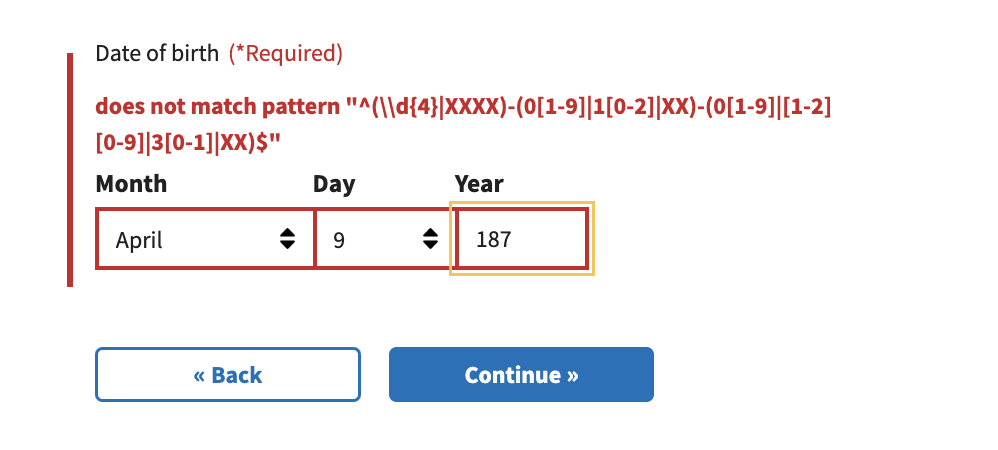 Date of birth (*Required)
does not match pattern "^(\\d{4}|XXXX)-(0[1-9]|1[0-2]|XX)-(0[1-9]|[1-2]
[0-9]|3[0-1]|XX)$"
Month Day Year
April 9 187
« Back Continue »